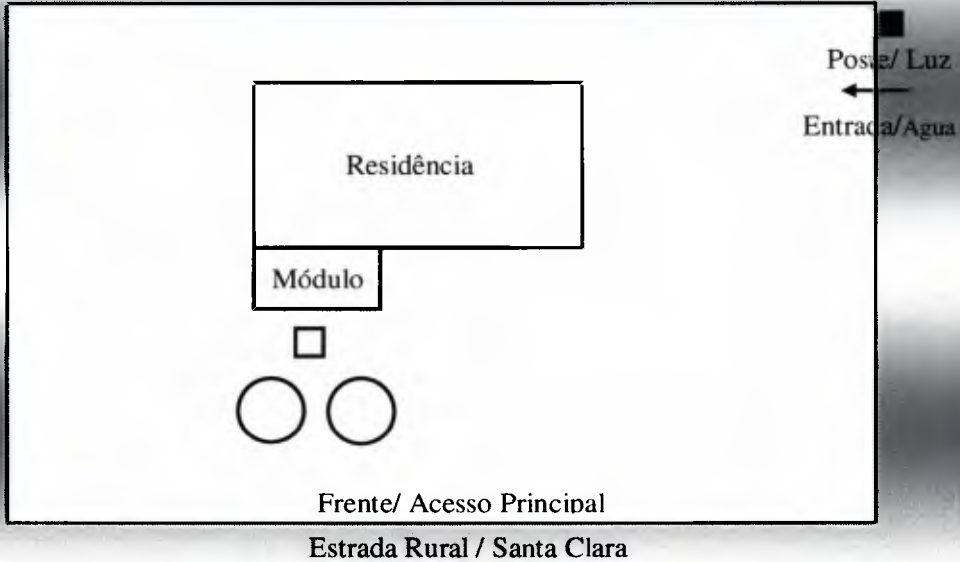 Poste/ Luz
Entrada/Agua
Residência
Módulo
Frente/ Acesso Principal
Estrada Rural / Santa Clara